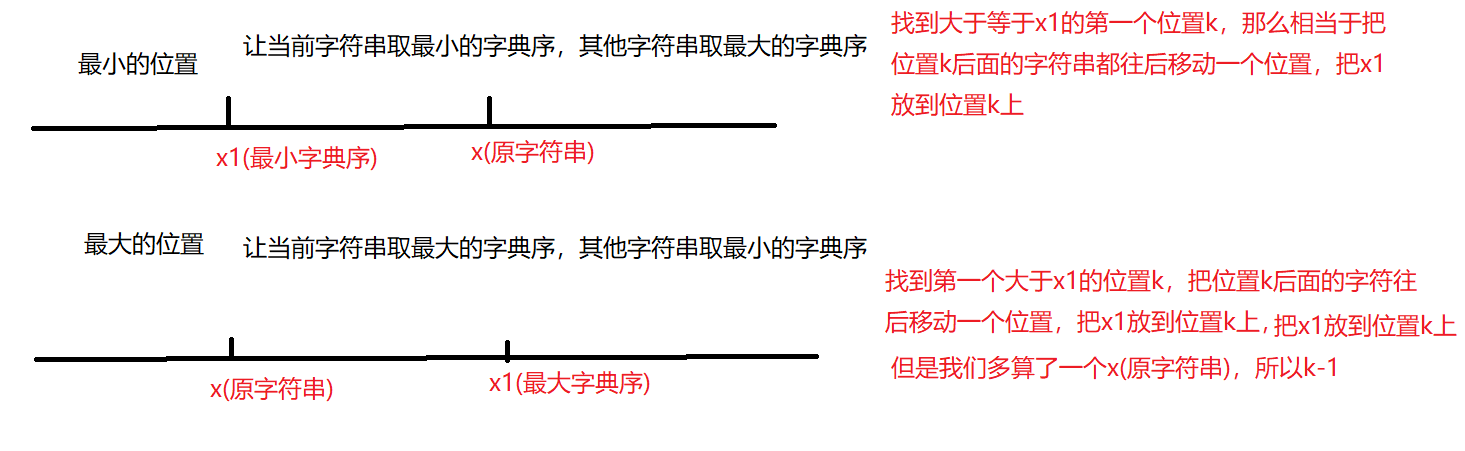 最小的位置
让当前字符串取最小的字典序，其他字符串取最大的字典序
找到大于等于x1的第一个位置k，那么相当于把
位置k后面的字符串都往后移动一个位置，把x1
放到位置k上
x1(最小字典序)
x(原字符串)
最大的位置
让当前字符串取最大的字典序，其他字符串取最小的字典序
找到第一个大于x1的位置k，把位置k后面的字符往
后移动一个位置，把x1放到位置k上，把x1放到位置k上
但是我们多算了一个x(原字符串)，所以k-1
x(原字符串)
x1(最大字典序)